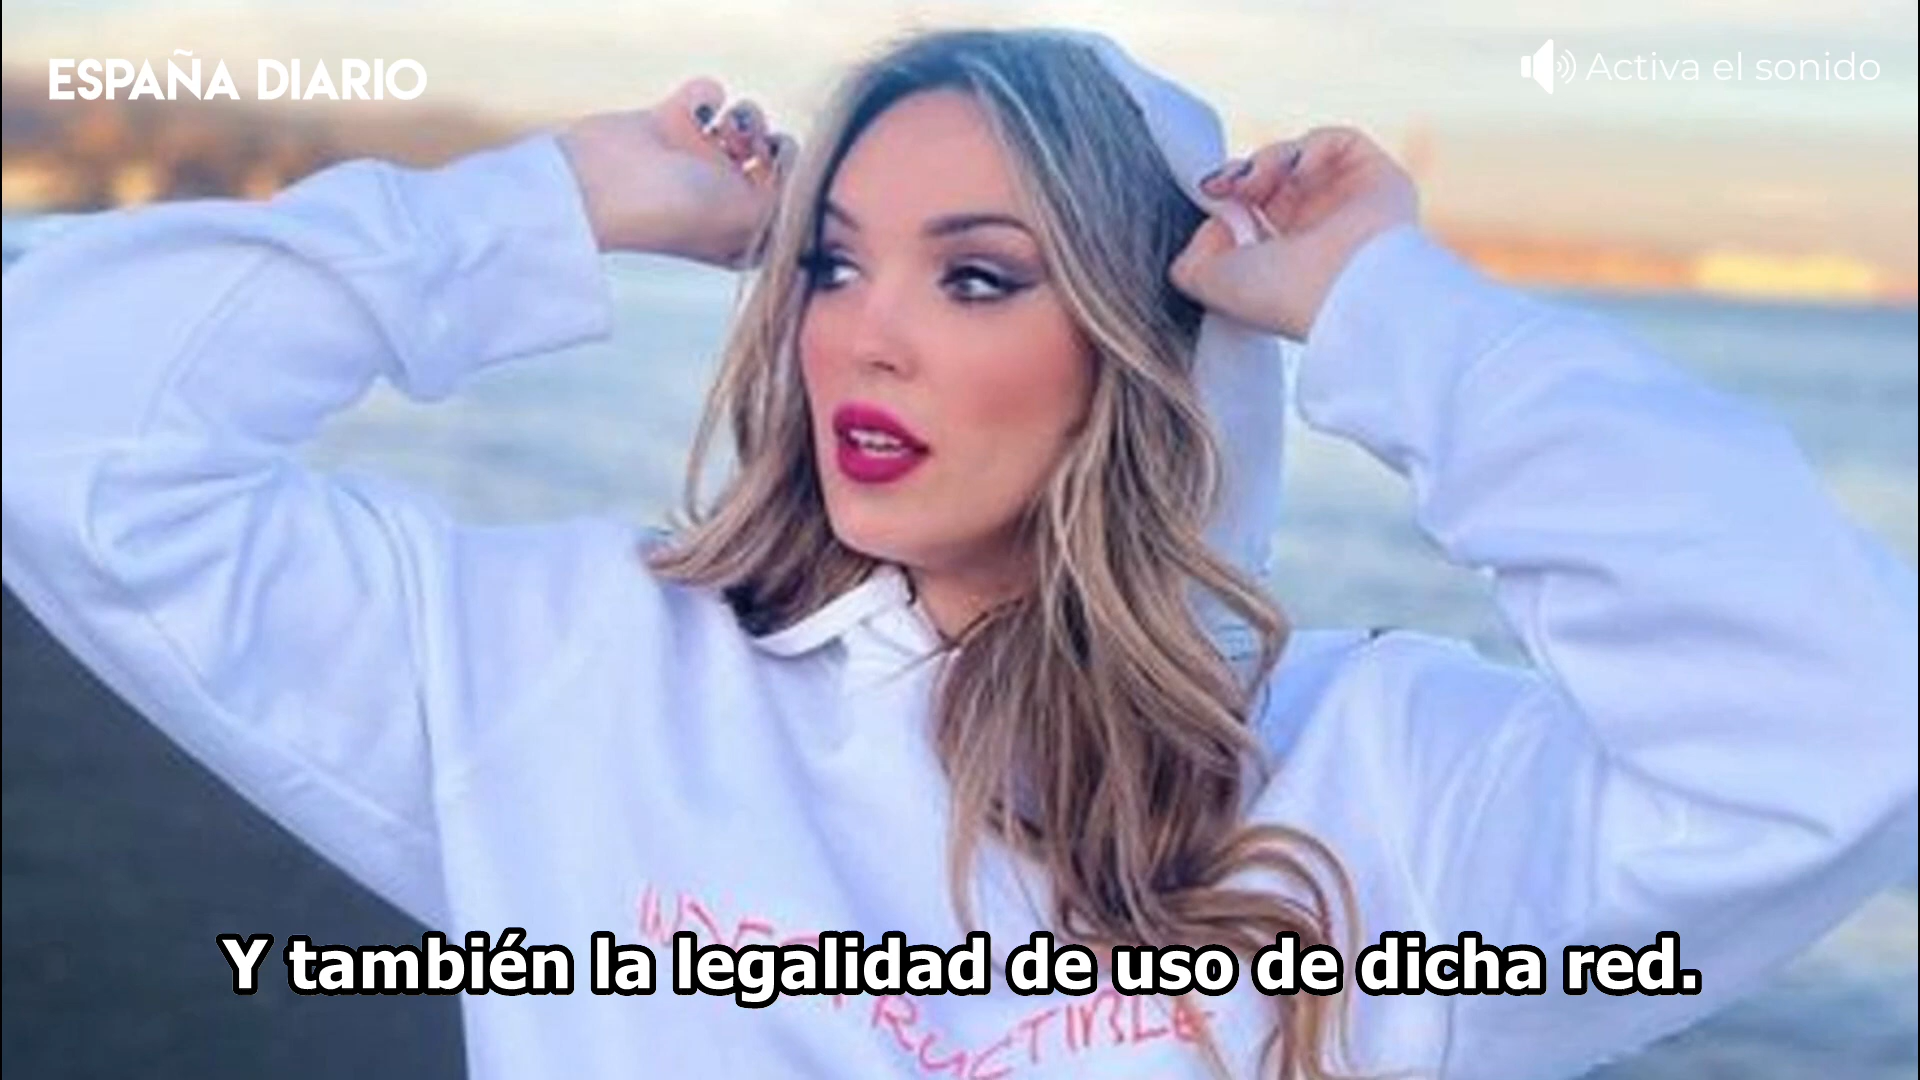 ESPAÑA DIARIO
Activa el sonido
Y también la legalidad de uso de dicha red.